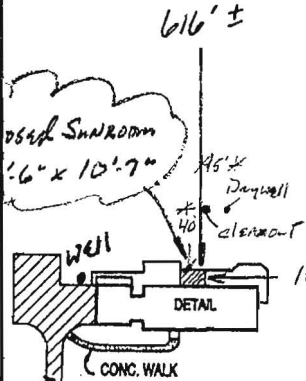 616' ±
OSED SUNROOM
'-6" x 10'-7"
45'
Drywell
40
cleanout
Well
DETAIL
CONC. WALK